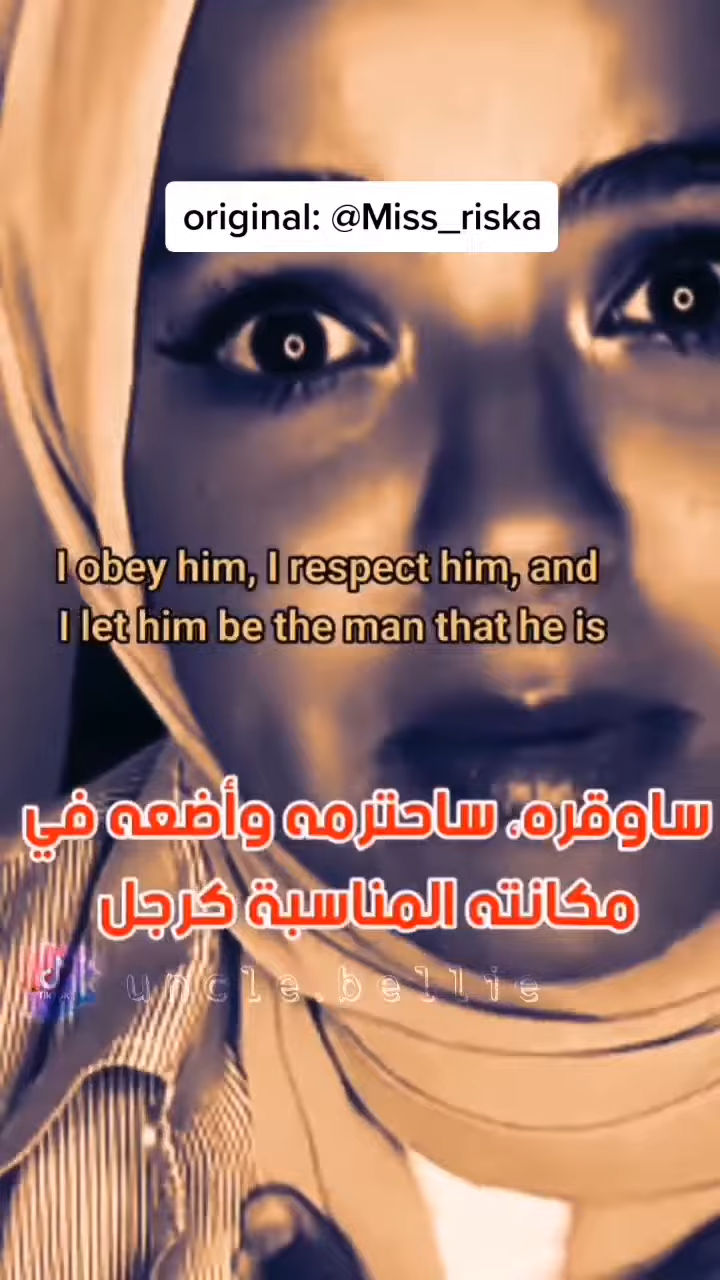 original: @Miss_riska
I obey him, I respect him, and
I let him be the man that he is
ساوقره، ساحترمه وأضعه في
مكانته المناسبة كرجل
uncle.bellie